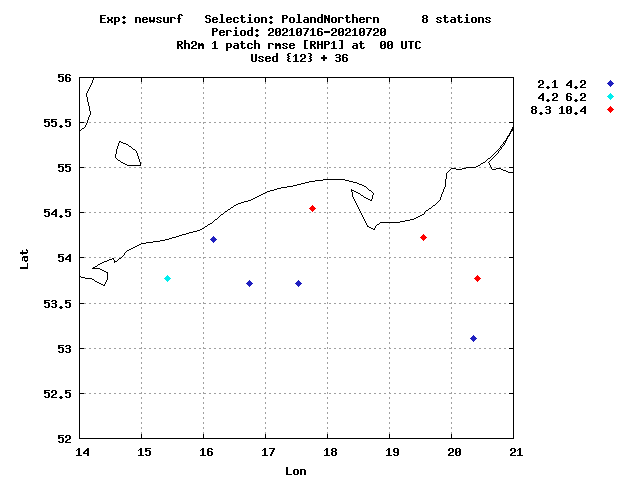 Exp: newsurf   Selection: PolandNorthern      8 stations
Period: 20210716-20210720
Rh2m 1 patch rmse [RHP1] at  00 UTC
Used {12} + 36
2.1 4.2
4.2 6.2
8.3 10.4
56
55.5
55
54.5
54
53.5
53
52.5
52
Lat
14 15 16 17 18 19 20 21
Lon